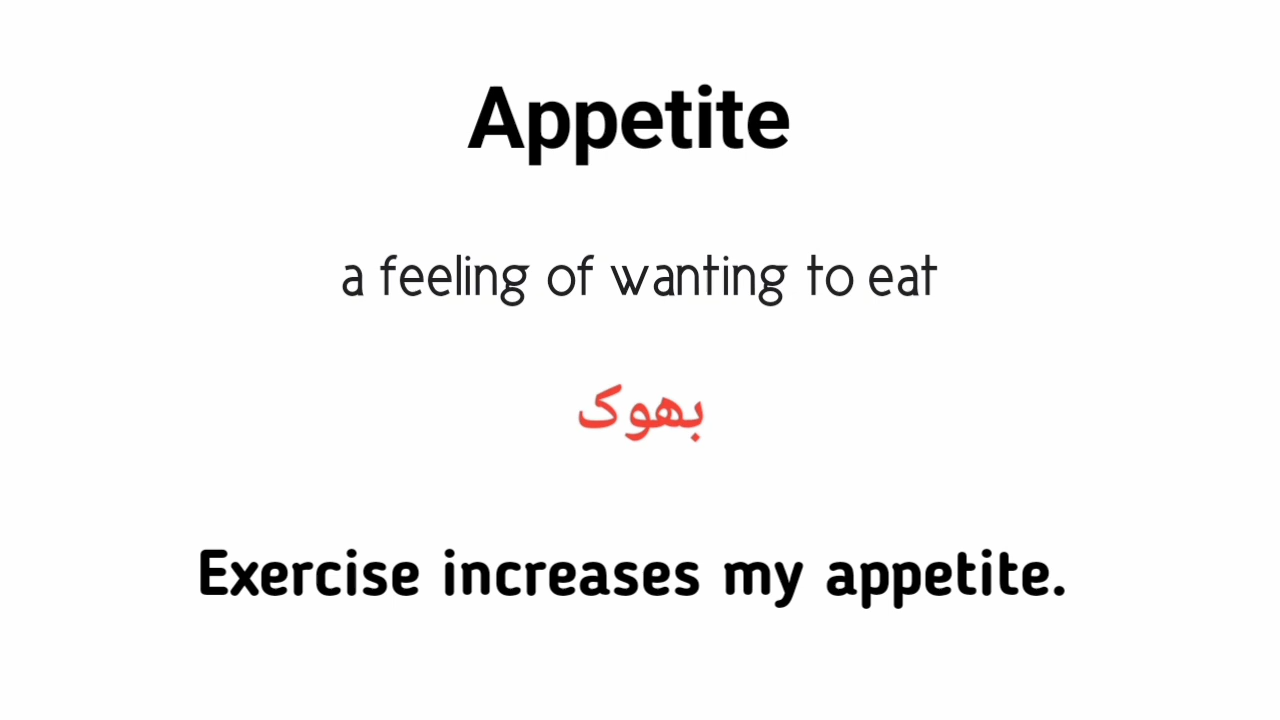 Appetite
a feeling of wanting to eat
بھوک
Exercise increases my appetite.